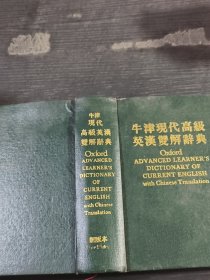 牛津
現代
高級英漢
雙解辭典
Oxford
ADVANCED
LEARNER'S
DICTIONARY
OF
CURRENT
ENGLISH
with Chinese
Translation
牛津現代高級
英漢雙解辭典
Oxford
ADVANCED LEARNER'S
DICTIONARY OF
CURRENT ENGLISH
with Chinese Translation